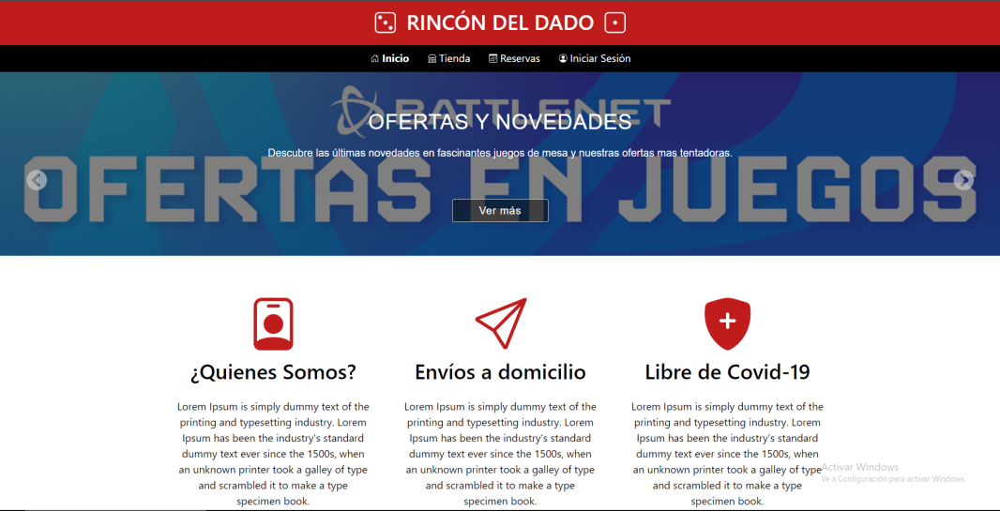 RINCÓN DEL DADO
Inicio Tienda Reservas Iniciar Sesión
BATTLE.NET
OFERTAS Y NOVEDADES
Descubre las últimas novedades en fascinantes juegos de mesa y nuestras ofertas mas tentadoras.
OFERTAS EN JUEGOS
Ver más
¿Quienes Somos?
Lorem Ipsum is simply dummy text of the
printing and typesetting industry. Lorem
Ipsum has been the industry's standard
dummy text ever since the 1500s, when
an unknown printer took a galley of type
and scrambled it to make a type
specimen book.
Envíos a domicilio
Lorem Ipsum is simply dummy text of the
printing and typesetting industry. Lorem
Ipsum has been the industry's standard
dummy text ever since the 1500s, when
an unknown printer took a galley of type
and scrambled it to make a type
specimen book.
Libre de Covid-19
Lorem Ipsum is simply dummy text of the
printing and typesetting industry. Lorem
Ipsum has been the industry's standard
dummy text ever since the 1500s, when
an unknown printer took a galley of type
and scrambled it to make a type
specimen book.
Activar Windows
Ve a Configuración para activar Windows.